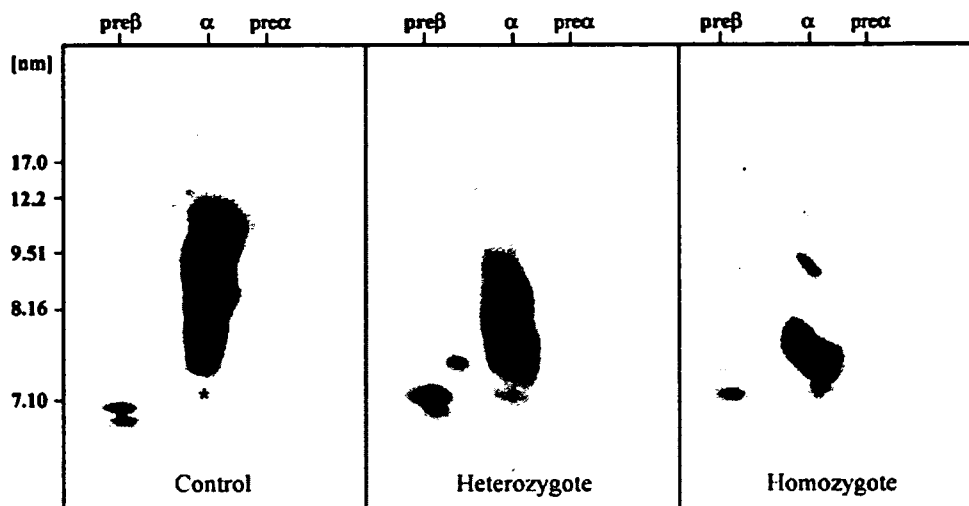 preβ α preα preβ α preα preβ α preα
[nm]
17.0
12.2
9.51
8.16
7.10
*
Control Heterozygote Homozygote